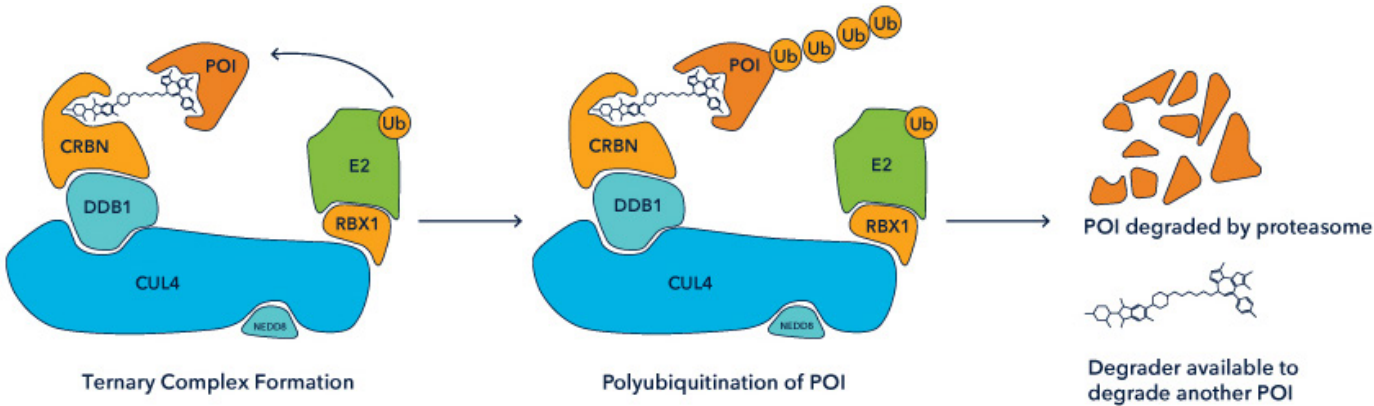 POI
Ub
CRBN
E2
DDB1
RBX1
CUL4
NEDD8
Ternary Complex Formation
Ub
Ub
Ub
Ub
POI
Ub
CRBN
E2
DDB1
RBX1
CUL4
NEDD8
Polyubiquitination of POI
POI degraded by proteasome
Degrader available to
degrade another POI